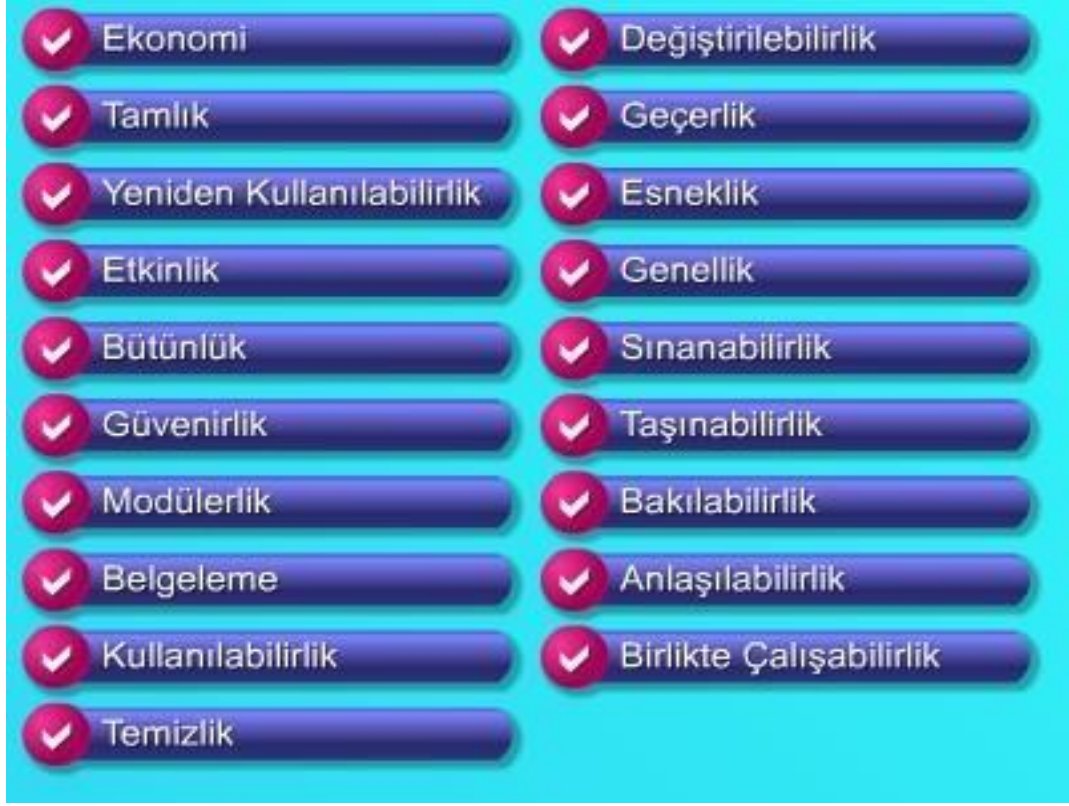 Ekonomi
Tamlık
Yeniden Kullanılabilirlik
Etkinlik
Bütünlük
Güvenirlik
Modülerlik
Belgeleme
Kullanılabilirlik
Temizlik
Değiştirilebilirlik
Geçerlik
Esneklik
Genellik
Sınanabilirlik
Taşınabilirlik
Bakılabilirlik
Anlaşılabilirlik
Birlikte Çalışabilirlik